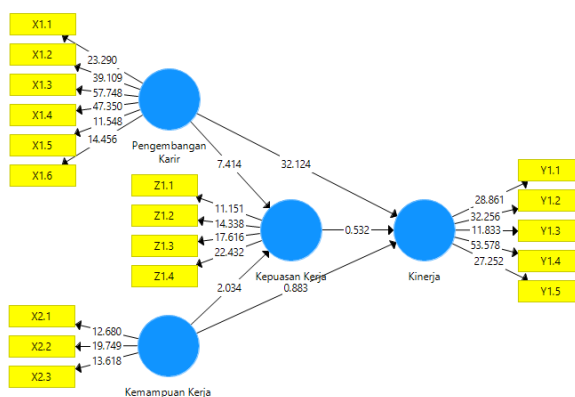 X1.1
X1.2
X1.3
X1.4
X1.5
X1.6
23.290
39.109
57.748
47.350
11.548
14.456
Pengembangan
Karir
7.414
32.124
Z1.1
Z1.2
Z1.3
Z1.4
11.151
14.338
17.616
22.432
Kepuasan Kerja
0.532
2.034
0.883
Kinerja
28.861
32.256
11.833
53.578
27.252
Y1.1
Y1.2
Y1.3
Y1.4
Y1.5
X2.1
X2.2
X2.3
12.680
19.749
13.618
Kemampuan Kerja